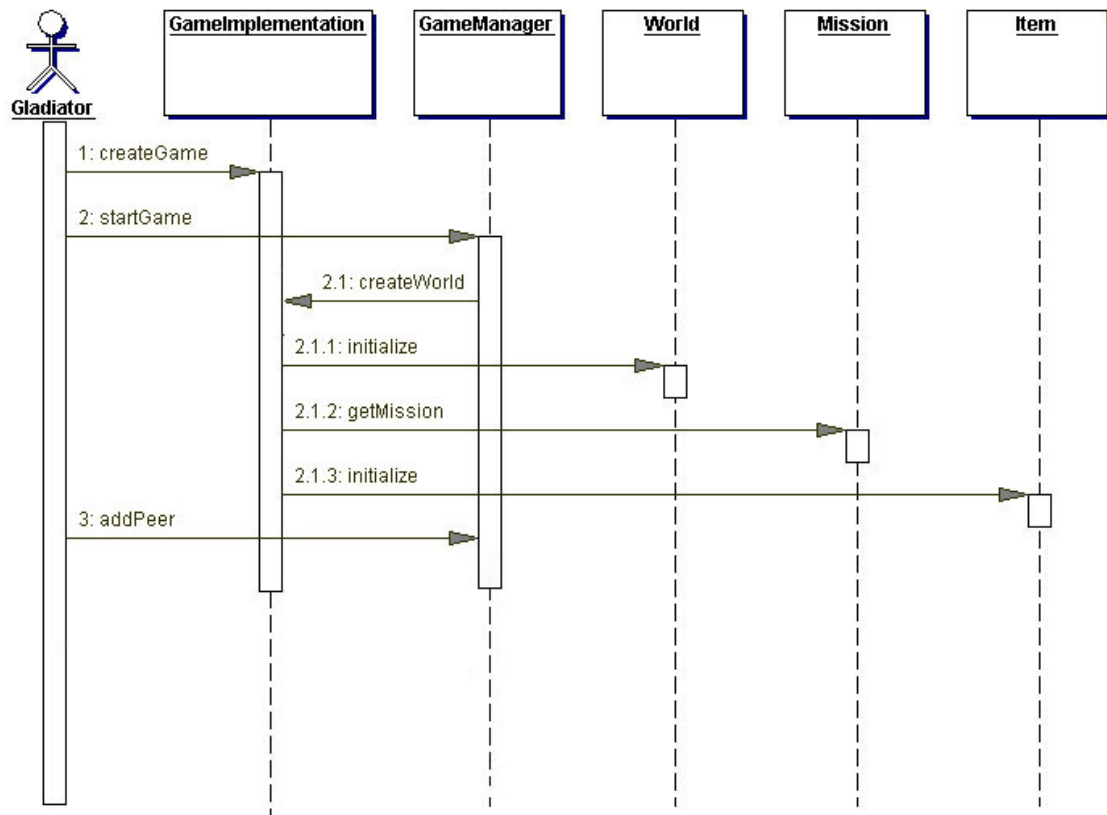 GameImplementation
GameManager
World
Mission
Item
Gladiator
1: createGame
2: startGame
2.1: createWorld
2.1.1: initialize
2.1.2: getMission
2.1.3: initialize
3: addPeer